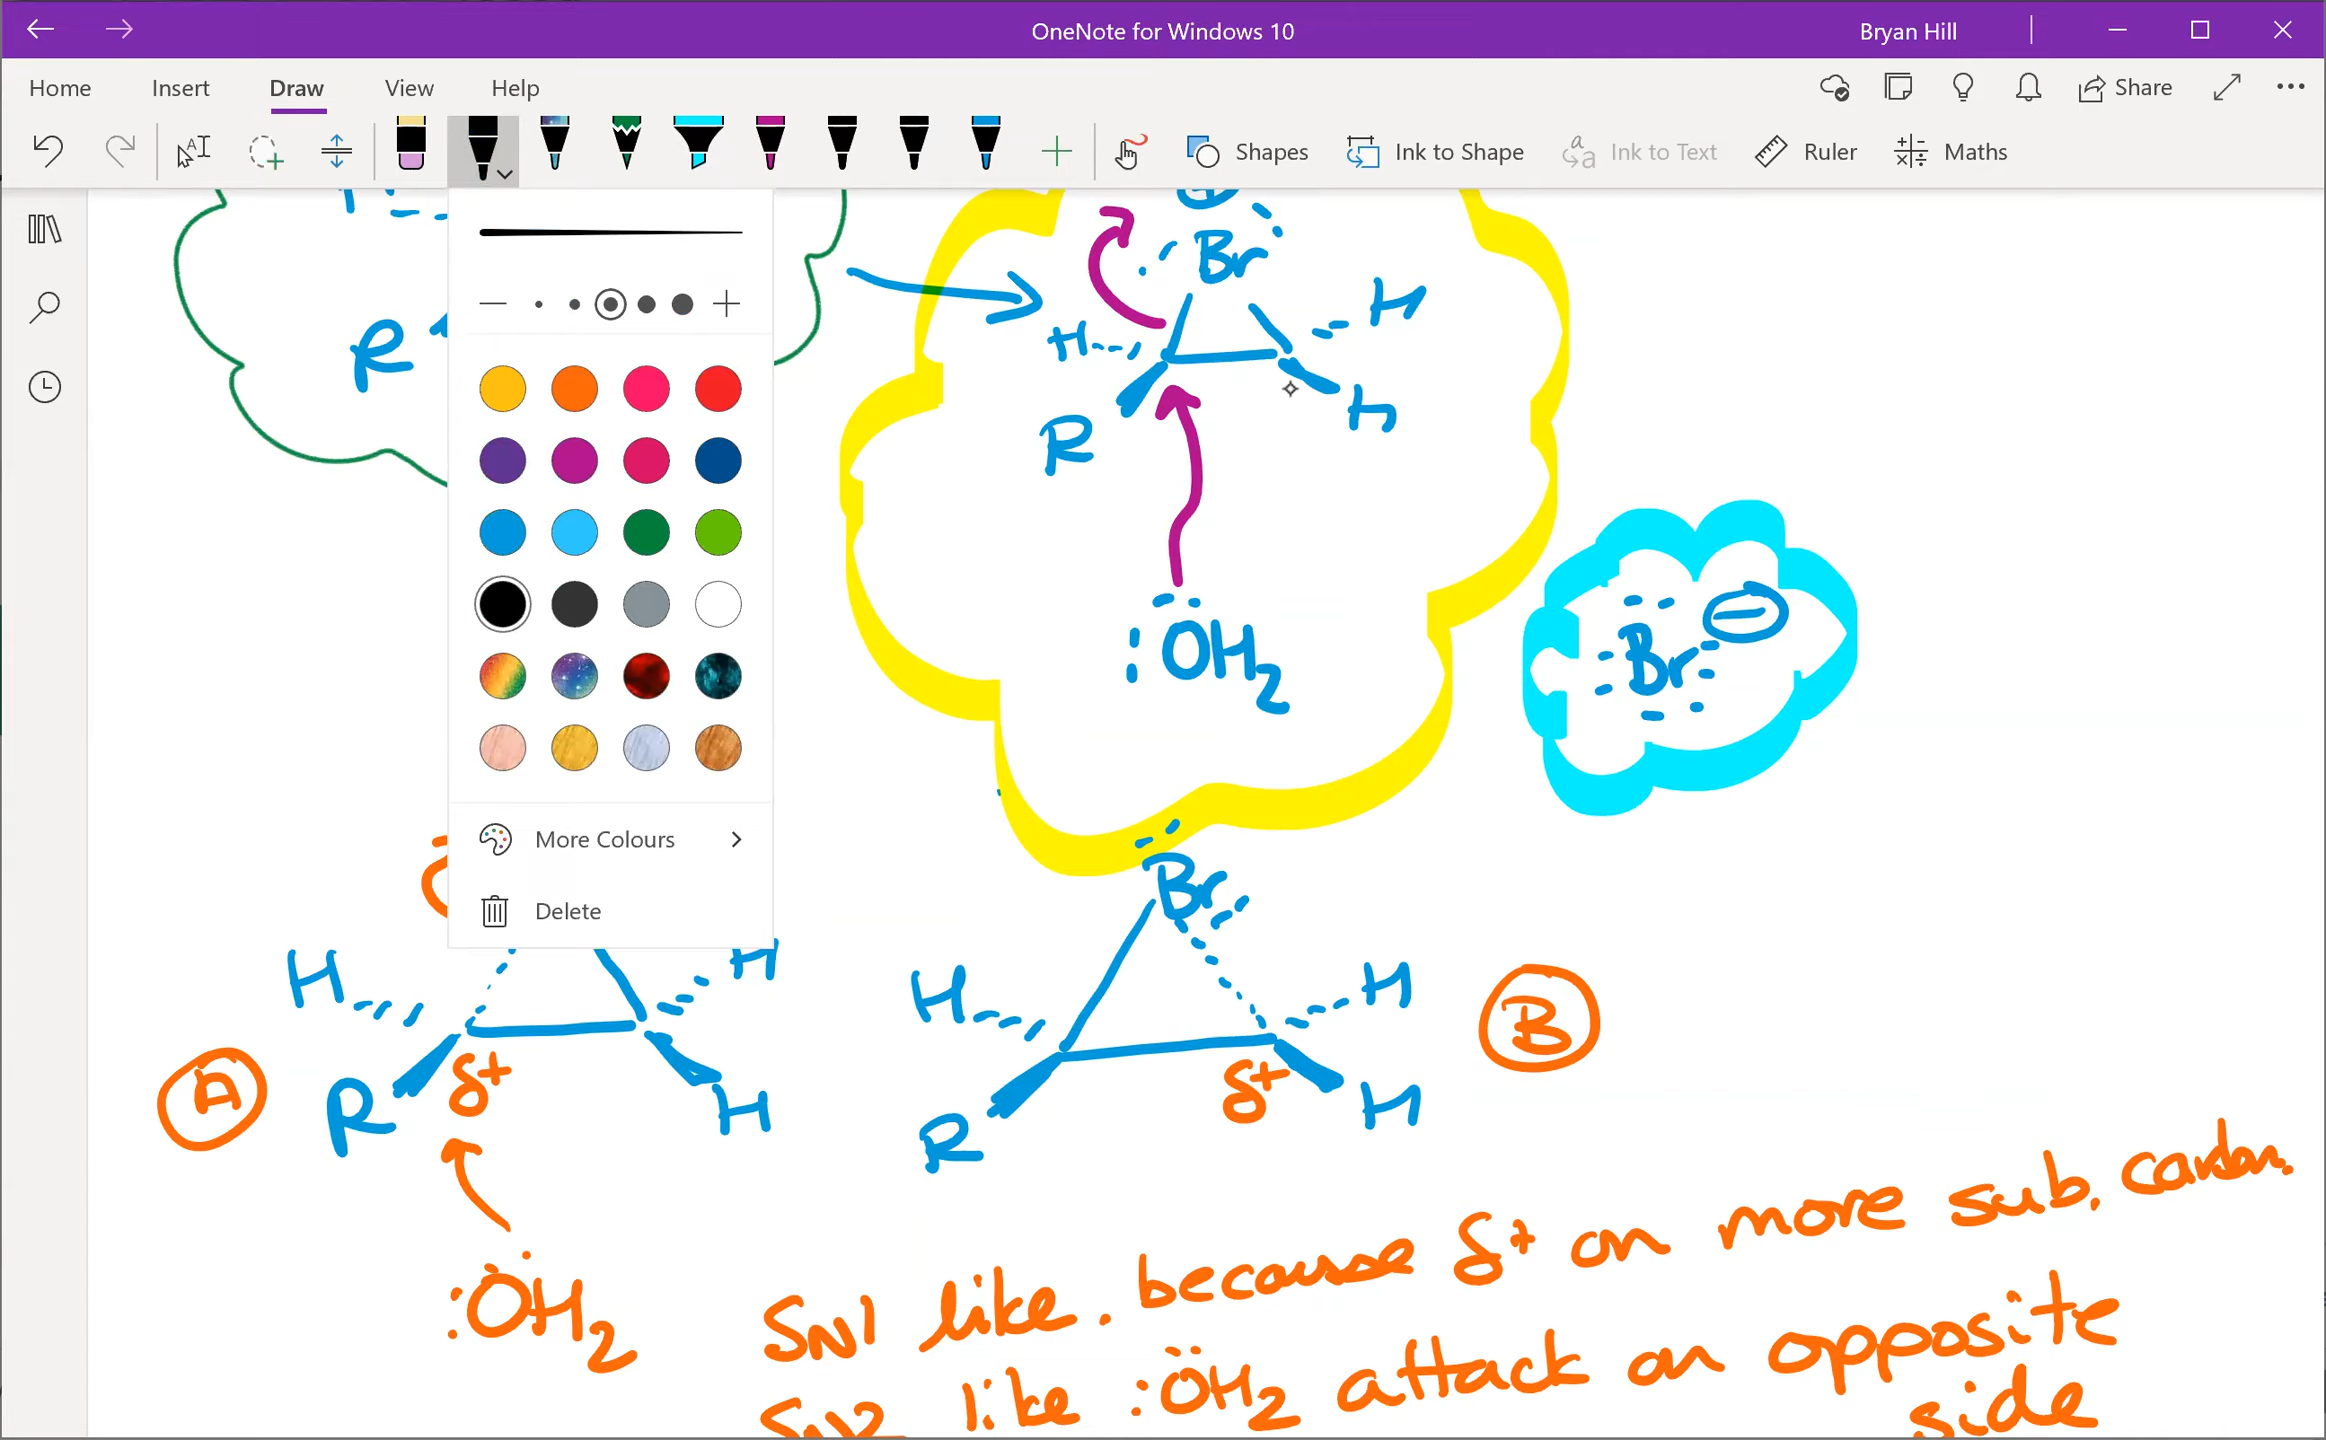 OneNote for Windows 10
Bryan Hill
Home Insert Draw View Help
Share
Shapes Ink to Shape Ink to Text Ruler Maths
Br
H
H
R
R
H
:OH2
Br
More Colours
Br
Delete
H
H
H
H
B
A
R
δ+
H
δ+
H
R
:ÖH2
SN1 like. because δ+ on more sub. carbon.
SN2 like :ÖH2 attack on opposite
side